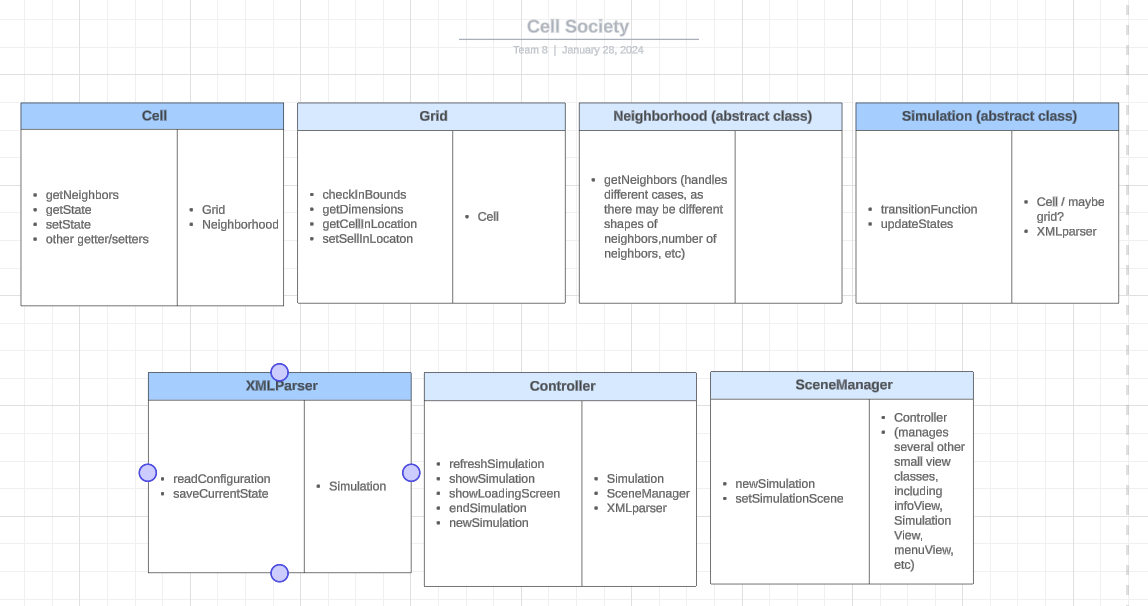 Cell Society
Team 8 | January 28, 2024
Cell
getNeighbors
getState
setState
other getter/setters
Grid
Neighborhood
Grid
checkInBounds
getDimensions
getCellInLocation
setSellInLocaton
Cell
Neighborhood (abstract class)
getNeighbors (handles
different cases, as
there may be different
shapes of
neighbors,number of
neighbors, etc)
Simulation (abstract class)
transitionFunction
updateStates
Cell / maybe
grid?
XMLparser
XMLParser
readConfiguration
saveCurrentState
Simulation
Controller
refreshSimulation
showSimulation
showLoadingScreen
endSimulation
newSimulation
Simulation
SceneManager
XMLparser
SceneManager
newSimulation
setSimulationScene
Controller
(manages
several other
small view
classes,
including
infoView,
Simulation
View,
menuView,
etc)